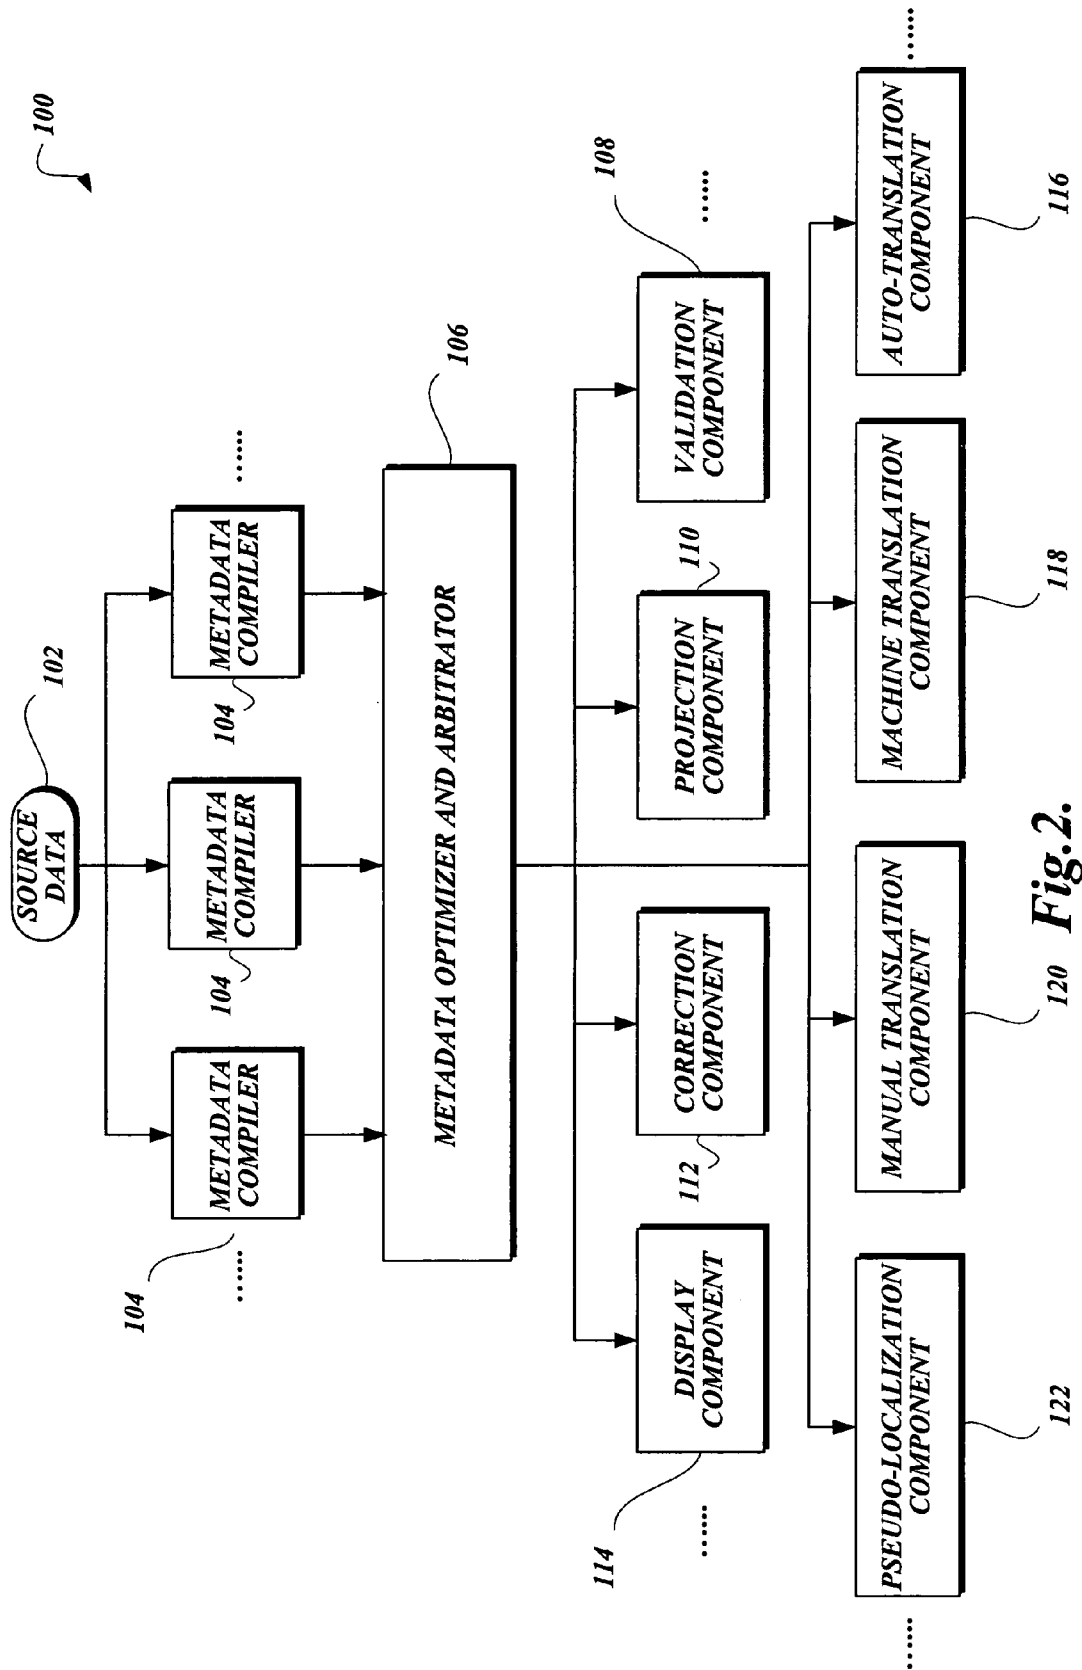 100
SOURCE
DATA
102
METADATA
COMPILER
104
METADATA
COMPILER
104
METADATA
COMPILER
104
......
......
METADATA OPTIMIZER AND ARBITRATOR
106
DISPLAY
COMPONENT
114
CORRECTION
COMPONENT
112
PROJECTION
COMPONENT
110
VALIDATION
COMPONENT
108
......
......
PSEUDO-LOCALIZATION
COMPONENT
122
MANUAL TRANSLATION
COMPONENT
120
MACHINE TRANSLATION
COMPONENT
118
AUTO-TRANSLATION
COMPONENT
116
......
......
Fig.2.